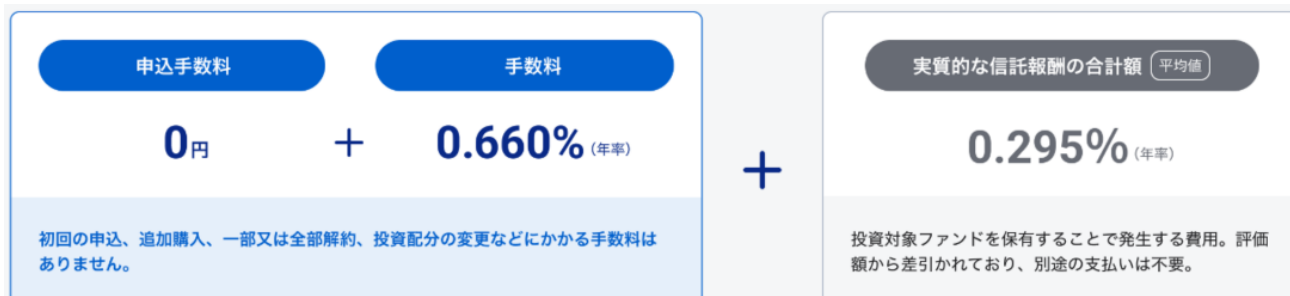 申込手数料
手数料
0円
+
0.660% (年率)
初回の申込、追加購入、一部又は全部解約、投資配分の変更などにかかる手数料は
ありません。
+
実質的な信託報酬の合計額 平均値
0.295% (年率)
投資対象ファンドを保有することで発生する費用。評価
額から差引かれており、別途の支払いは不要。